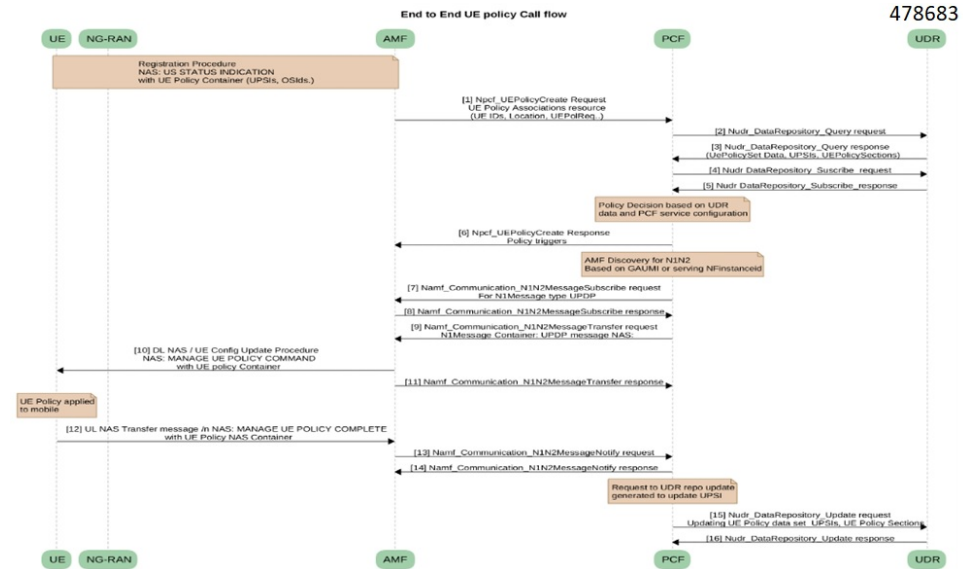 End to End UE policy Call flow
478683
UE
NG-RAN
AMF
PCF
UDR
Registration Procedure
NAS: US STATUS INDICATION
with UE Policy Container (UPSIs, OSIds.)
[1] Npcf_UEPolicyCreate Request
UE Policy Associations resource
(UE IDs, Location, UEPolReq..)
[2] Nudr_DataRepository_Query request
[3] Nudr_DataRepository_Query response
(UePolicySet Data, UPSIs, UEPolicySections)
[4] Nudr DataRepository_Suscribe_request
[5] Nudr DataRepository_Subscribe_response
Policy Decision based on UDR
data and PCF service configuration
[6] Npcf_UEPolicyCreate Response
Policy triggers
AMF Discovery for N1N2
Based on GAUMI or serving NFinstanceid
[7] Namf_Communication_N1N2MessageSubscribe request
For N1Message type UPDP
[8] Namf_Communication_N1N2MessageSubscribe response
[9] Namf_Communication_N1N2MessageTransfer request
N1Message Container: UPDP message NAS:
[10] DL NAS / UE Config Update Procedure
NAS: MANAGE UE POLICY COMMAND
with UE policy Container
[11] Namf_Communication_N1N2MessageTransfer response
UE Policy applied
to mobile
[12] UL NAS Transfer message /n NAS: MANAGE UE POLICY COMPLETE
with UE Policy NAS Container
[13] Namf_Communication_N1N2MessageNotify request
[14] Namf_Communication_N1N2MessageNotify response
Request to UDR repo update
generated to update UPSI
[15] Nudr_DataRepository_Update request
Updating UE Policy data set_UPSIs, UE Policy Sections
[16] Nudr_DataRepository_Update response
UE
NG-RAN
AMF
PCF
UDR